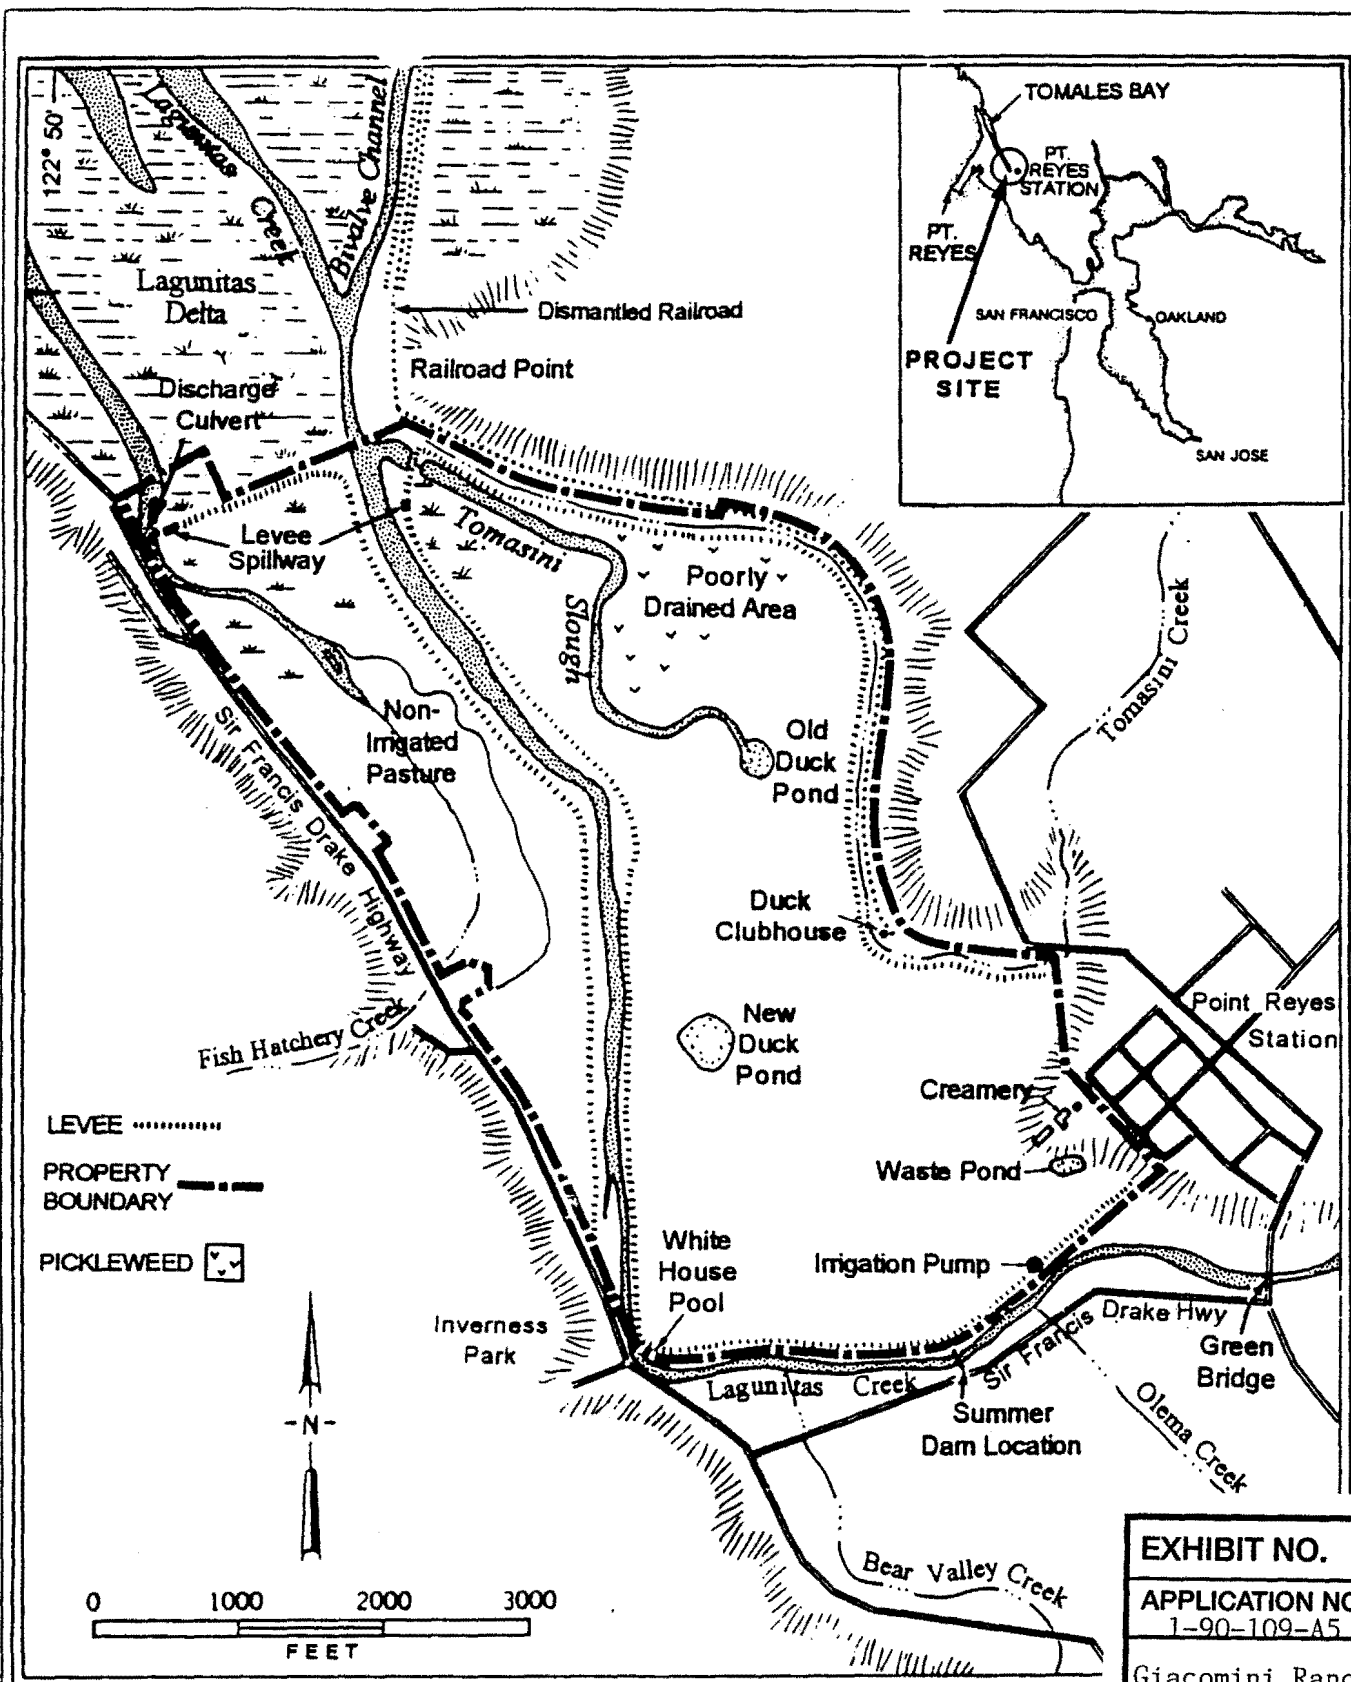 122° 50'
Lagunitas Creek
Bivalve Channel
TOMALES BAY
PT.
REYES
STATION
PT.
REYES
SAN FRANCISCO
OAKLAND
PROJECT
SITE
SAN JOSE
Lagunitas
Delta
Dismantled Railroad
Railroad Point
Discharge
Culvert
Levee
Spillway
Tomasini
Slough
Poorly
Drained Area
Tomasini Creek
Non-
Irrigated
Pasture
Old
Duck
Pond
Sir Francis Drake Highway
Duck
Clubhouse
Point Reyes
Station
New
Duck
Pond
Fish Hatchery Creek
Creamery
LEVEE
PROPERTY
BOUNDARY
Waste Pond
PICKLEWEED
White
House
Pool
Irrigation Pump
Inverness
Park
Sir Francis Drake Hwy
Green
Bridge
Lagunitas Creek
Summer
Dam Location
Olema Creek
-N-
Bear Valley Creek
0 1000 2000 3000
FEET
EXHIBIT NO.
APPLICATION NO
1-90-109-A5
Giacomini Ranc